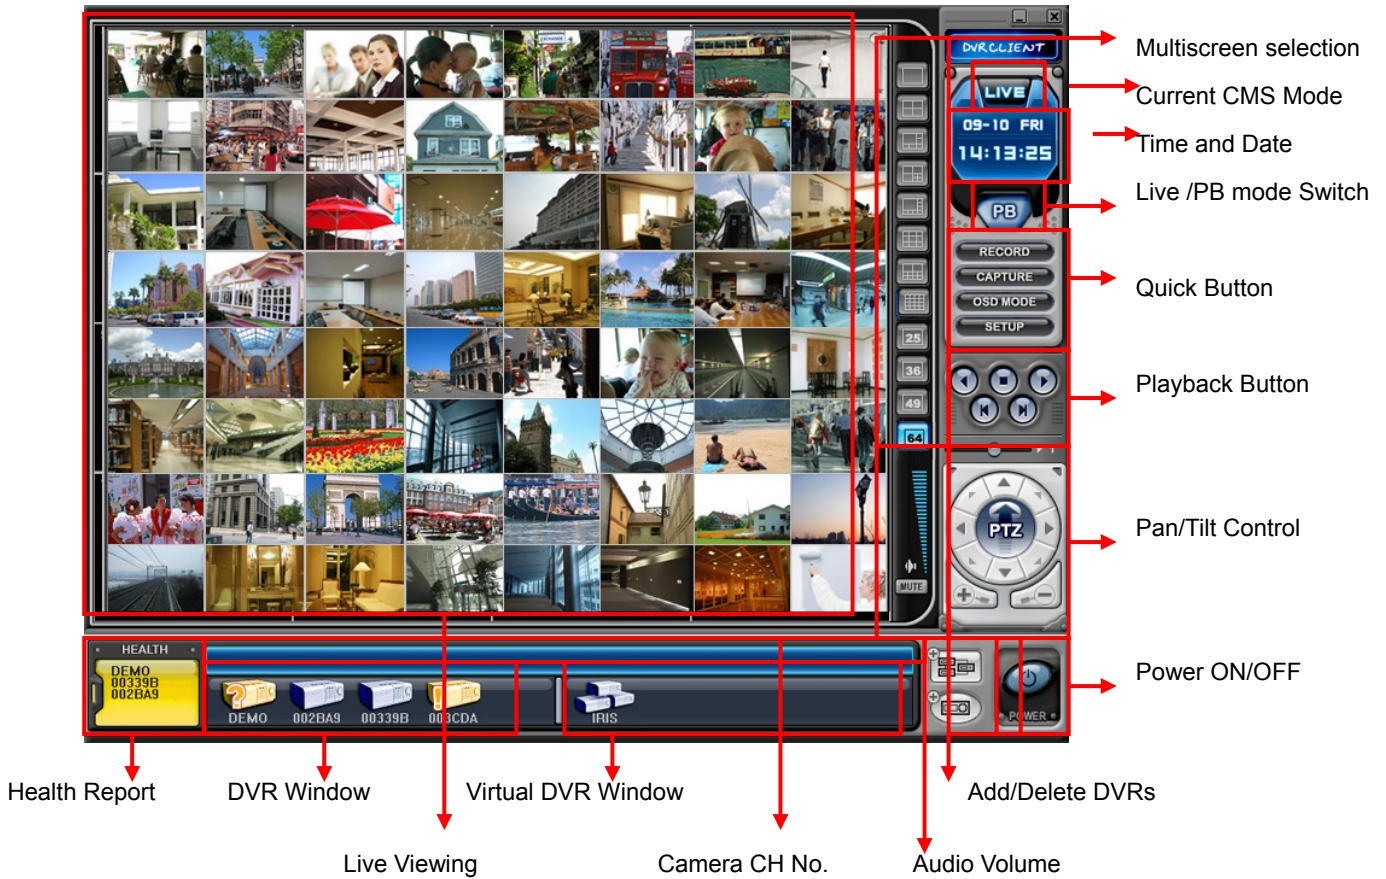 DVR.CLIENT
LIVE
09-10 FRI
14:13:25
PB
RECORD
CAPTURE
OSD MODE
SETUP
25
36
49
64
PTZ
MUTE
EXCHANGE
HEALTH
DEMO
00339B
002BA9
DEMO
002BA9
00339B
003CDA
IRIS
POWER
Multiscreen selection
Current CMS Mode
Time and Date
Live /PB mode Switch
Quick Button
Playback Button
Pan/Tilt Control
Power ON/OFF
Health Report
DVR Window
Virtual DVR Window
Add/Delete DVRs
Live Viewing
Camera CH No.
Audio Volume